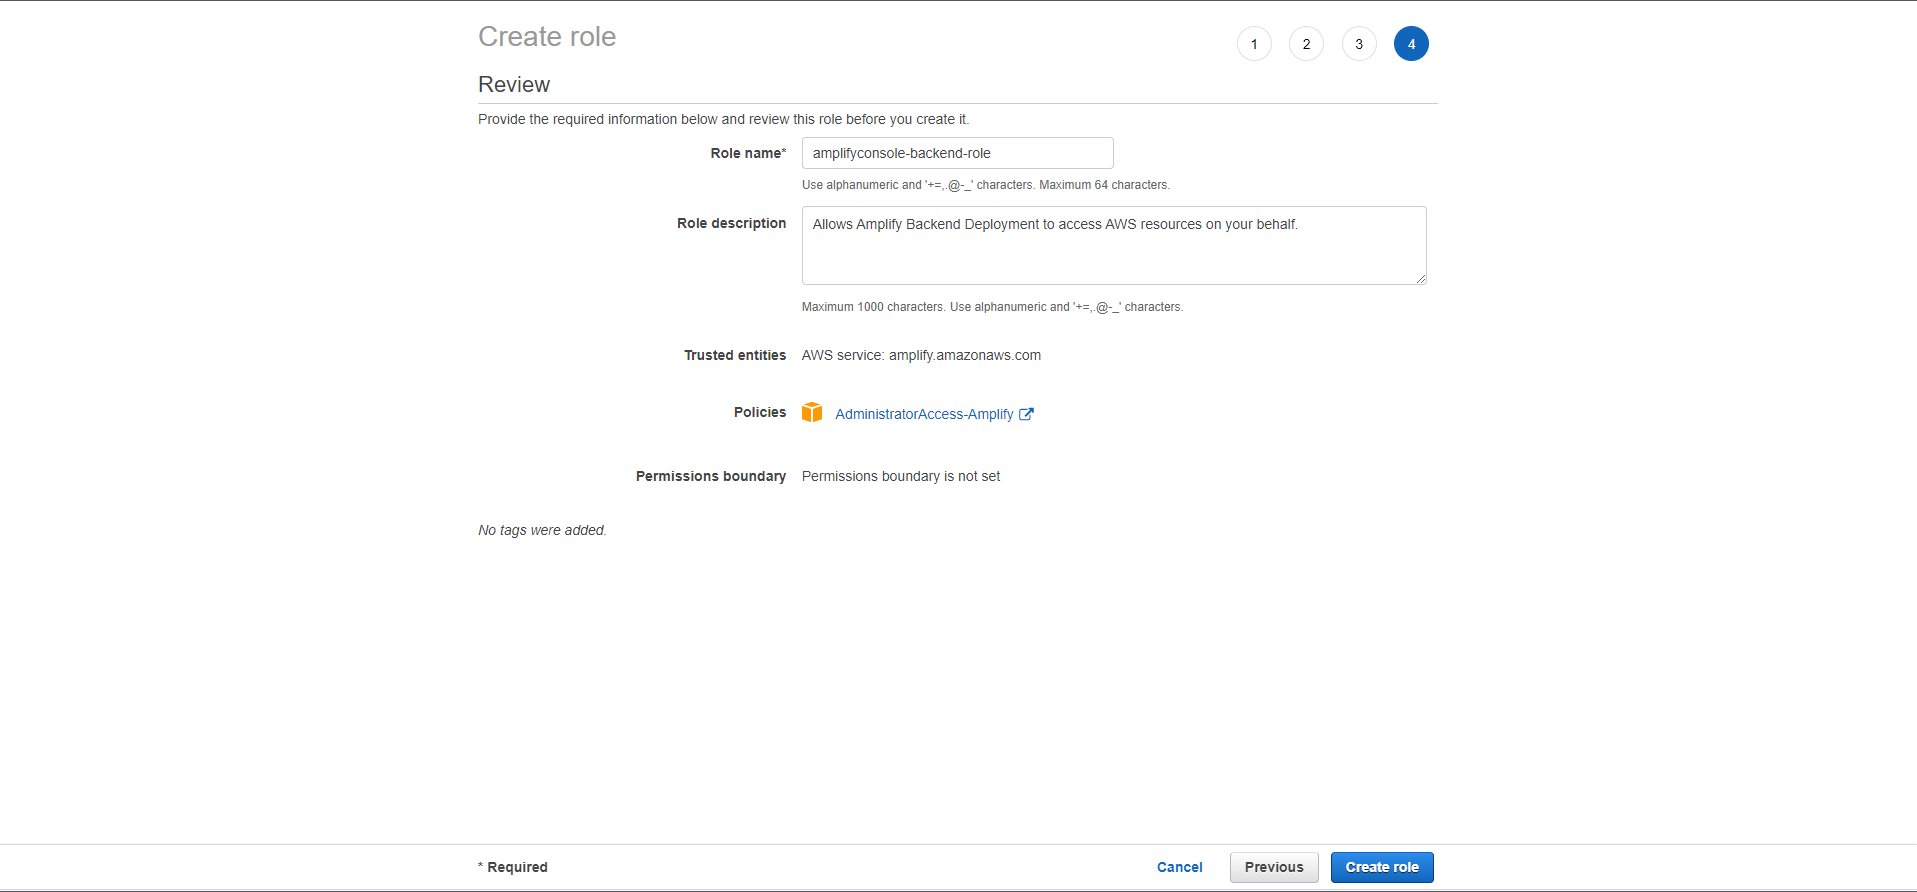 Create role
1 2 3 4
Review
Provide the required information below and review this role before you create it.
Role name* amplifyconsole-backend-role
Use alphanumeric and '+=,.@-_' characters. Maximum 64 characters.
Role description Allows Amplify Backend Deployment to access AWS resources on your behalf.
Maximum 1000 characters. Use alphanumeric and '+=,.@-_' characters.
Trusted entities AWS service: amplify.amazonaws.com
Policies AdministratorAccess-Amplify
Permissions boundary Permissions boundary is not set
No tags were added.
* Required Cancel Previous Create role